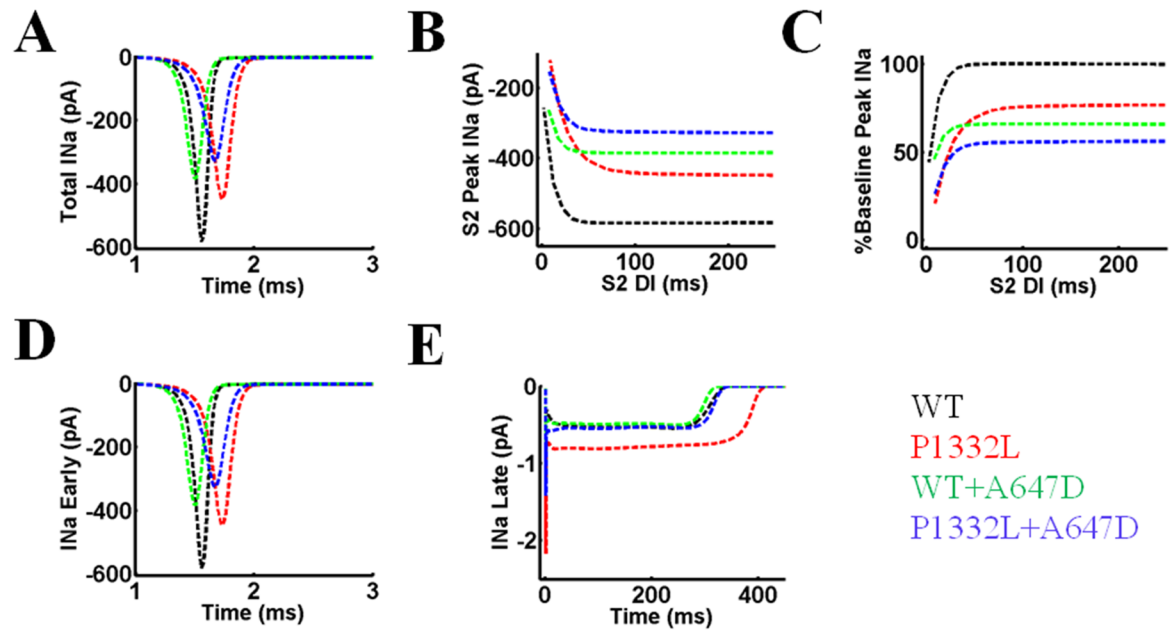 A
0
-200
-400
-600
Total INa (pA)
1 2 3
Time (ms)
B
-200
-400
-600
S2 Peak INa (pA)
0 100 200
S2 DI (ms)
C
100
50
0
%Baseline Peak INa
0 100 200
S2 DI (ms)
D
0
-200
-400
-600
INa Early (pA)
1 2 3
Time (ms)
E
0
-1
-2
INa Late (pA)
0 200 400
Time (ms)
WT
P1332L
WT+A647D
P1332L+A647D